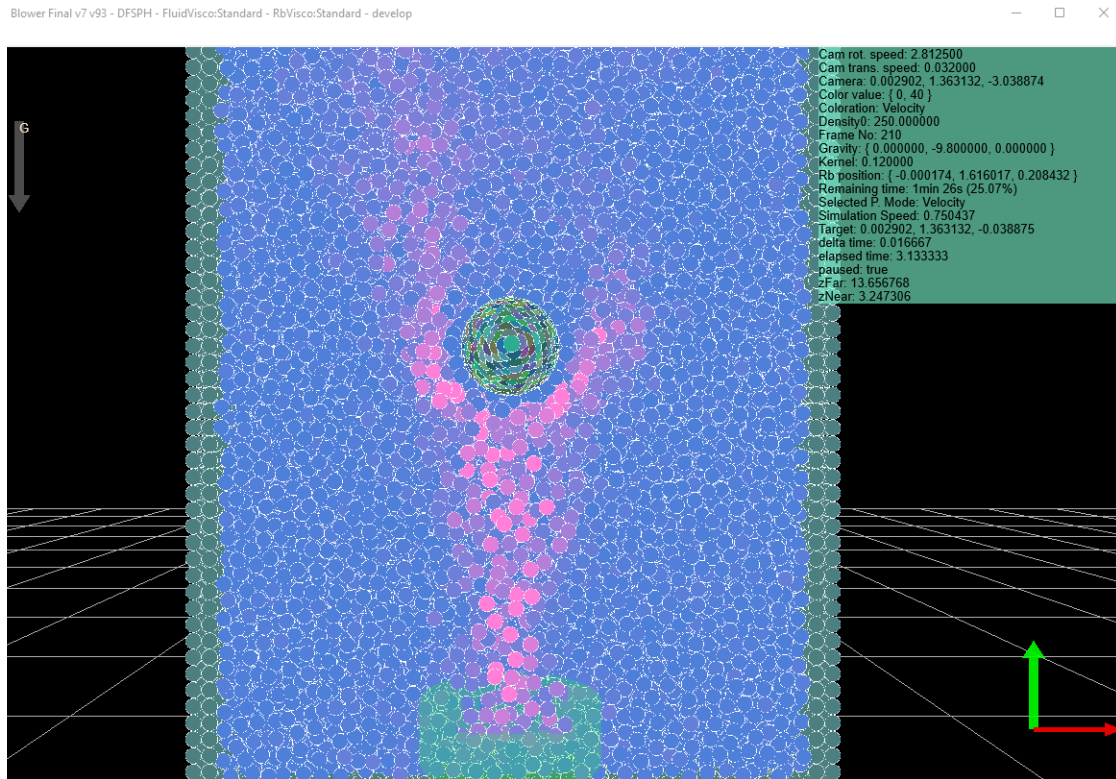 Blower Final v7 v93 - DFSPH - FluidVisco:Standard - RbVisco:Standard - develop
G
Cam rot. speed: 2.812500
Cam trans. speed: 0.032000
Camera: 0.002902, 1.363132, -3.038874
Color value: { 0, 40 }
Coloration: Velocity
Density0: 250.000000
Frame No: 210
Gravity: { 0.000000, -9.800000, 0.000000 }
Kernel: 0.120000
Rb position: { -0.000174, 1.616017, 0.208432 }
Remaining time: 1min 26s (25.07%)
Selected P. Mode: Velocity
Simulation Speed: 0.750437
Target: 0.002902, 1.363132, -0.038875
delta time: 0.016667
elapsed time: 3.133333
paused: true
zFar: 13.656768
zNear: 3.247306